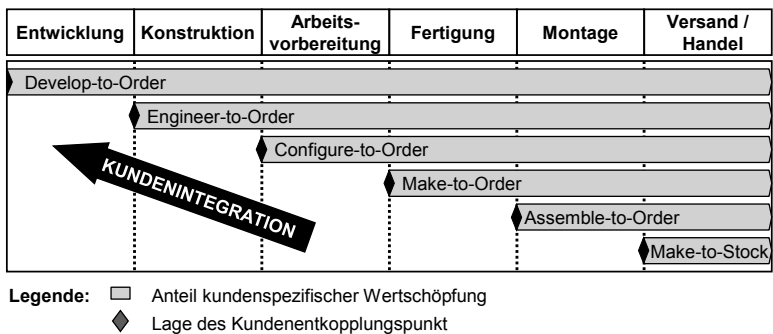 Entwicklung
Konstruktion
Arbeits-
vorbereitung
Fertigung
Montage
Versand /
Handel
Develop-to-Order
Engineer-to-Order
Configure-to-Order
Make-to-Order
Assemble-to-Order
Make-to-Stock
KUNDENINTEGRATION
Legende:
Anteil kundenspezifischer Wertschöpfung
Lage des Kundenentkopplungspunkt